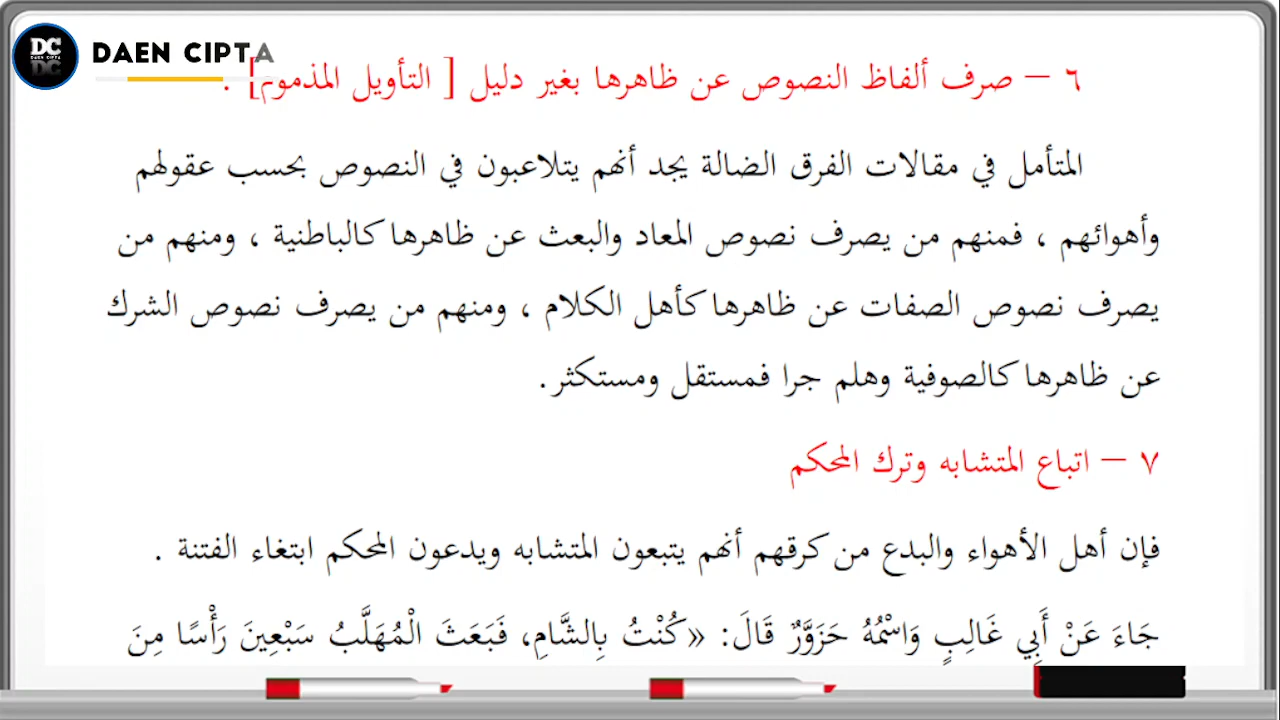 DC
DAEN CIPTA
DAEN CIPTA
٦ – صرف ألفاظ النصوص عن ظاهرها بغير دليل [ التأويل المذموم] .
المتأمل في مقالات الفرق الضالة يجد أنهم يتلاعبون في النصوص بحسب عقولهم
وأهوائهم ، فمنهم من يصرف نصوص المعاد والبعث عن ظاهرها كالباطنية ، ومنهم من
يصرف نصوص الصفات عن ظاهرها كأهل الكلام ، ومنهم من يصرف نصوص الشرك
عن ظاهرها كالصوفية وهلم جرا فمستقل ومستكثر .
٧ – اتباع المتشابه وترك المحكم
فإن أهل الأهواء والبدع من كرقهم أنهم يتبعون المتشابه ويدعون المحكم ابتغاء الفتنة .
جَاءَ عَنْ أَبِي غَالِبٍ وَاسْمُهُ حَزَوَّرٌ قَالَ: «كُنْتُ بِالشَّامِ، فَبَعَثَ الْمُهَلَّبُ سَبْعِينَ رَأْسًا مِنَ